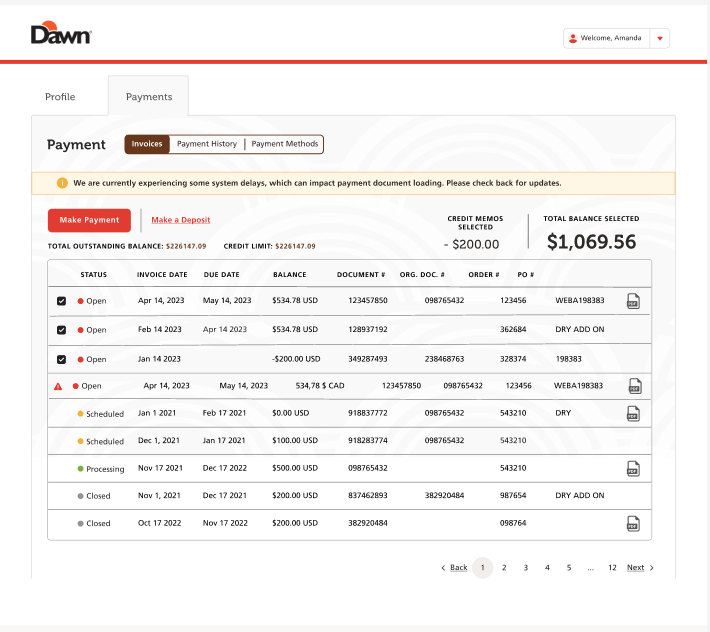 Dawn
Welcome, Amanda
Profile Payments
Payment Invoices Payment History Payment Methods
We are currently experiencing some system delays, which can impact payment document loading. Please check back for updates.
Make Payment Make a Deposit
CREDIT MEMOS SELECTED
- $200.00
TOTAL BALANCE SELECTED
$1,069.56
TOTAL OUTSTANDING BALANCE: $226147.09 CREDIT LIMIT: $226147.09
STATUS INVOICE DATE DUE DATE BALANCE DOCUMENT # ORG. DOC. # ORDER # PO #
Open Apr 14, 2023 May 14, 2023 $534.78 USD 123457850 098765432 123456 WEBA198383 PDF
Open Feb 14 2023 Apr 14 2023 $534.78 USD 128937192 362684 DRY ADD ON
Open Jan 14 2023 -$200.00 USD 349287493 238468763 328374 198383
Open Apr 14, 2023 May 14, 2023 534,78 $ CAD 123457850 098765432 123456 WEBA198383 PDF
Scheduled Jan 1 2021 Feb 17 2021 $0.00 USD 918837772 098765432 543210 DRY PDF
Scheduled Dec 1, 2021 Jan 17 2021 $100.00 USD 918283774 098765432 543210
Processing Nov 17 2021 Dec 17 2022 $500.00 USD 098765432 543210 PDF
Closed Nov 1, 2021 Dec 17 2021 $200.00 USD 837462893 382920484 987654 DRY ADD ON
Closed Oct 17 2022 Nov 17 2022 $200.00 USD 382920484 098764 PDF
Back 1 2 3 4 5 ... 12 Next